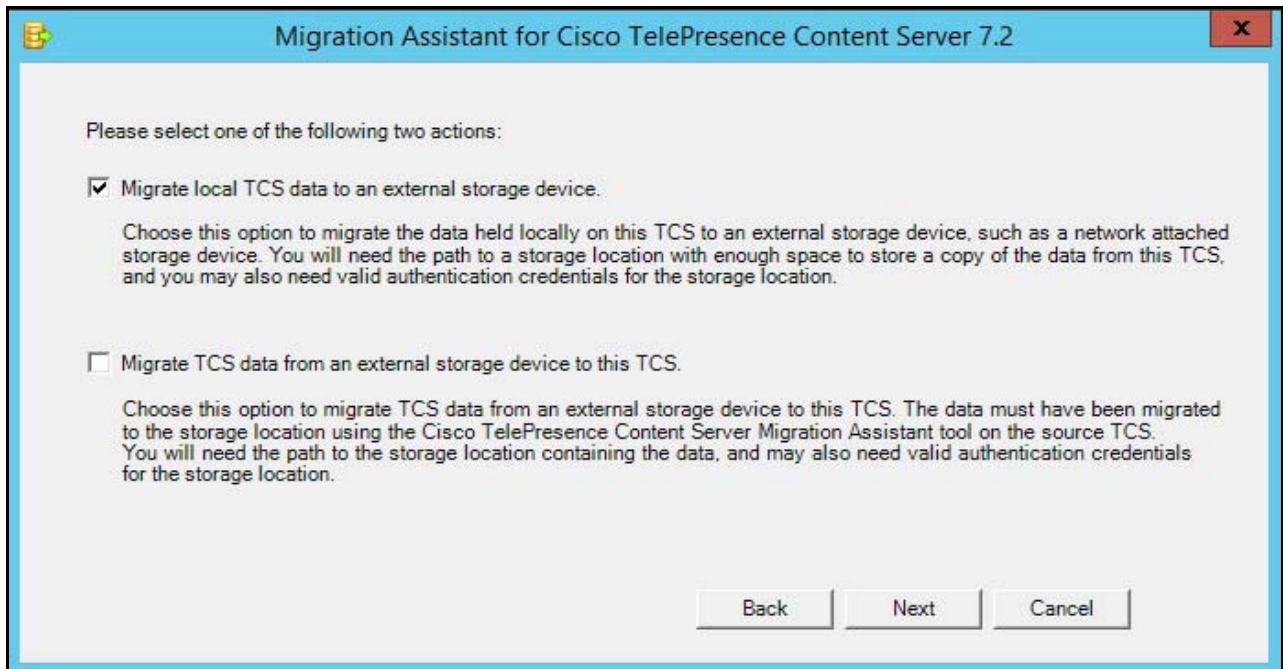 Migration Assistant for Cisco TelePresence Content Server 7.2
x
Please select one of the following two actions:
Migrate local TCS data to an external storage device.
Choose this option to migrate the data held locally on this TCS to an external storage device, such as a network attached
storage device. You will need the path to a storage location with enough space to store a copy of the data from this TCS,
and you may also need valid authentication credentials for the storage location.
Migrate TCS data from an external storage device to this TCS.
Choose this option to migrate TCS data from an external storage device to this TCS. The data must have been migrated
to the storage location using the Cisco TelePresence Content Server Migration Assistant tool on the source TCS.
You will need the path to the storage location containing the data, and may also need valid authentication credentials
for the storage location.
Back Next Cancel